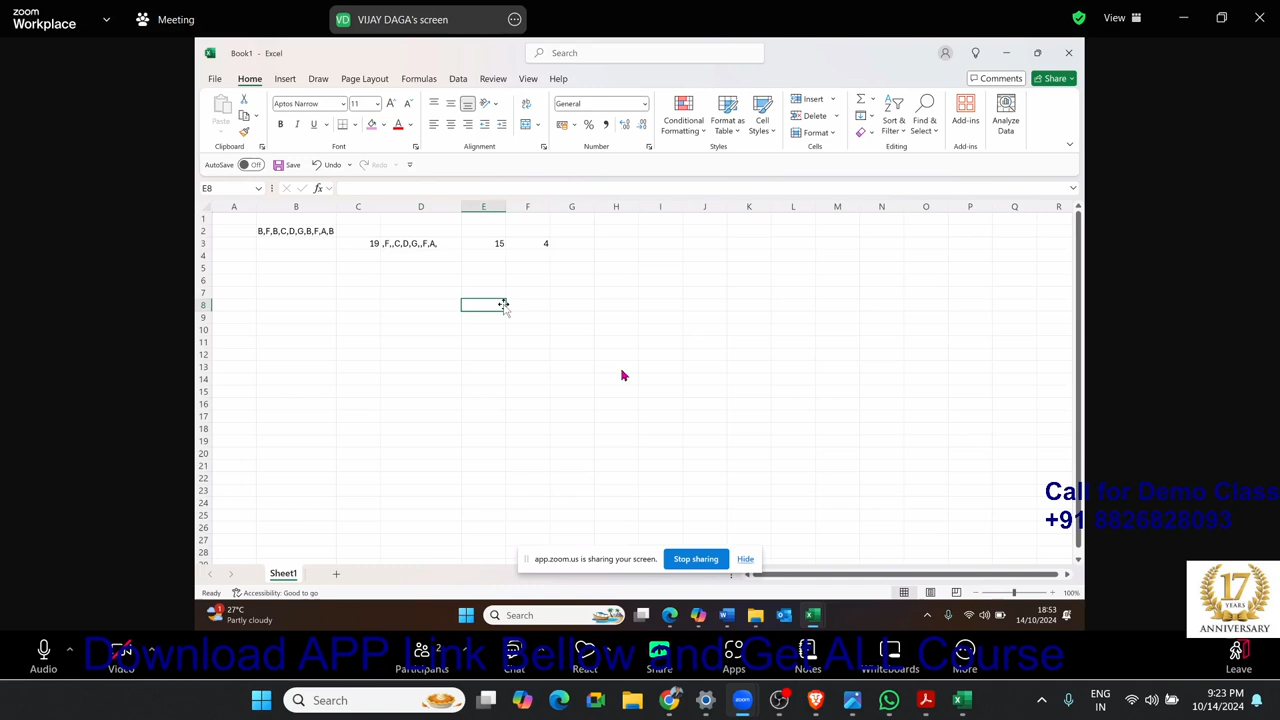 zoom
Workplace
Meeting
VD VIJAY DAGA's screen
View
Book1 - Excel
Search
File Home Insert Draw Page Layout Formulas Data Review View Help
Comments
Share
Paste
Clipboard
Aptos Narrow
11
B I U
Font
Alignment
General
Number
Conditional
Formatting
Format as
Table
Cell
Styles
Styles
Insert
Delete
Format
Cells
Sort &
Filter
Find &
Select
Editing
Add-ins
Add-ins
Analyze
Data
AutoSave Off Save Undo Redo
E8
fx
A B C D E F G H I J K L M N O P Q R
1
2 B,F,B,C,D,G,B,F,A,B
3 19 ,F,,C,D,G,,F,A, 15 4
4
5
6
7
8
9
10
11
12
13
14
15
16
17
18
19
20
21
22
23
24
25
26
27
28
Call for Demo Class
+91 8826828093
app.zoom.us is sharing your screen. Stop sharing Hide
Sheet1
Ready Accessibility: Good to go 100%
17
YEARS
ANNIVERSARY
1
27°C
Partly cloudy
Search
18:53
14/10/2024
Download APP Link Bellow and Get ALL Course
2
Audio Video Participants Chat React Share Apps Notes Whiteboards More Leave
Search
ENG
IN
9:23 PM
10/14/2024